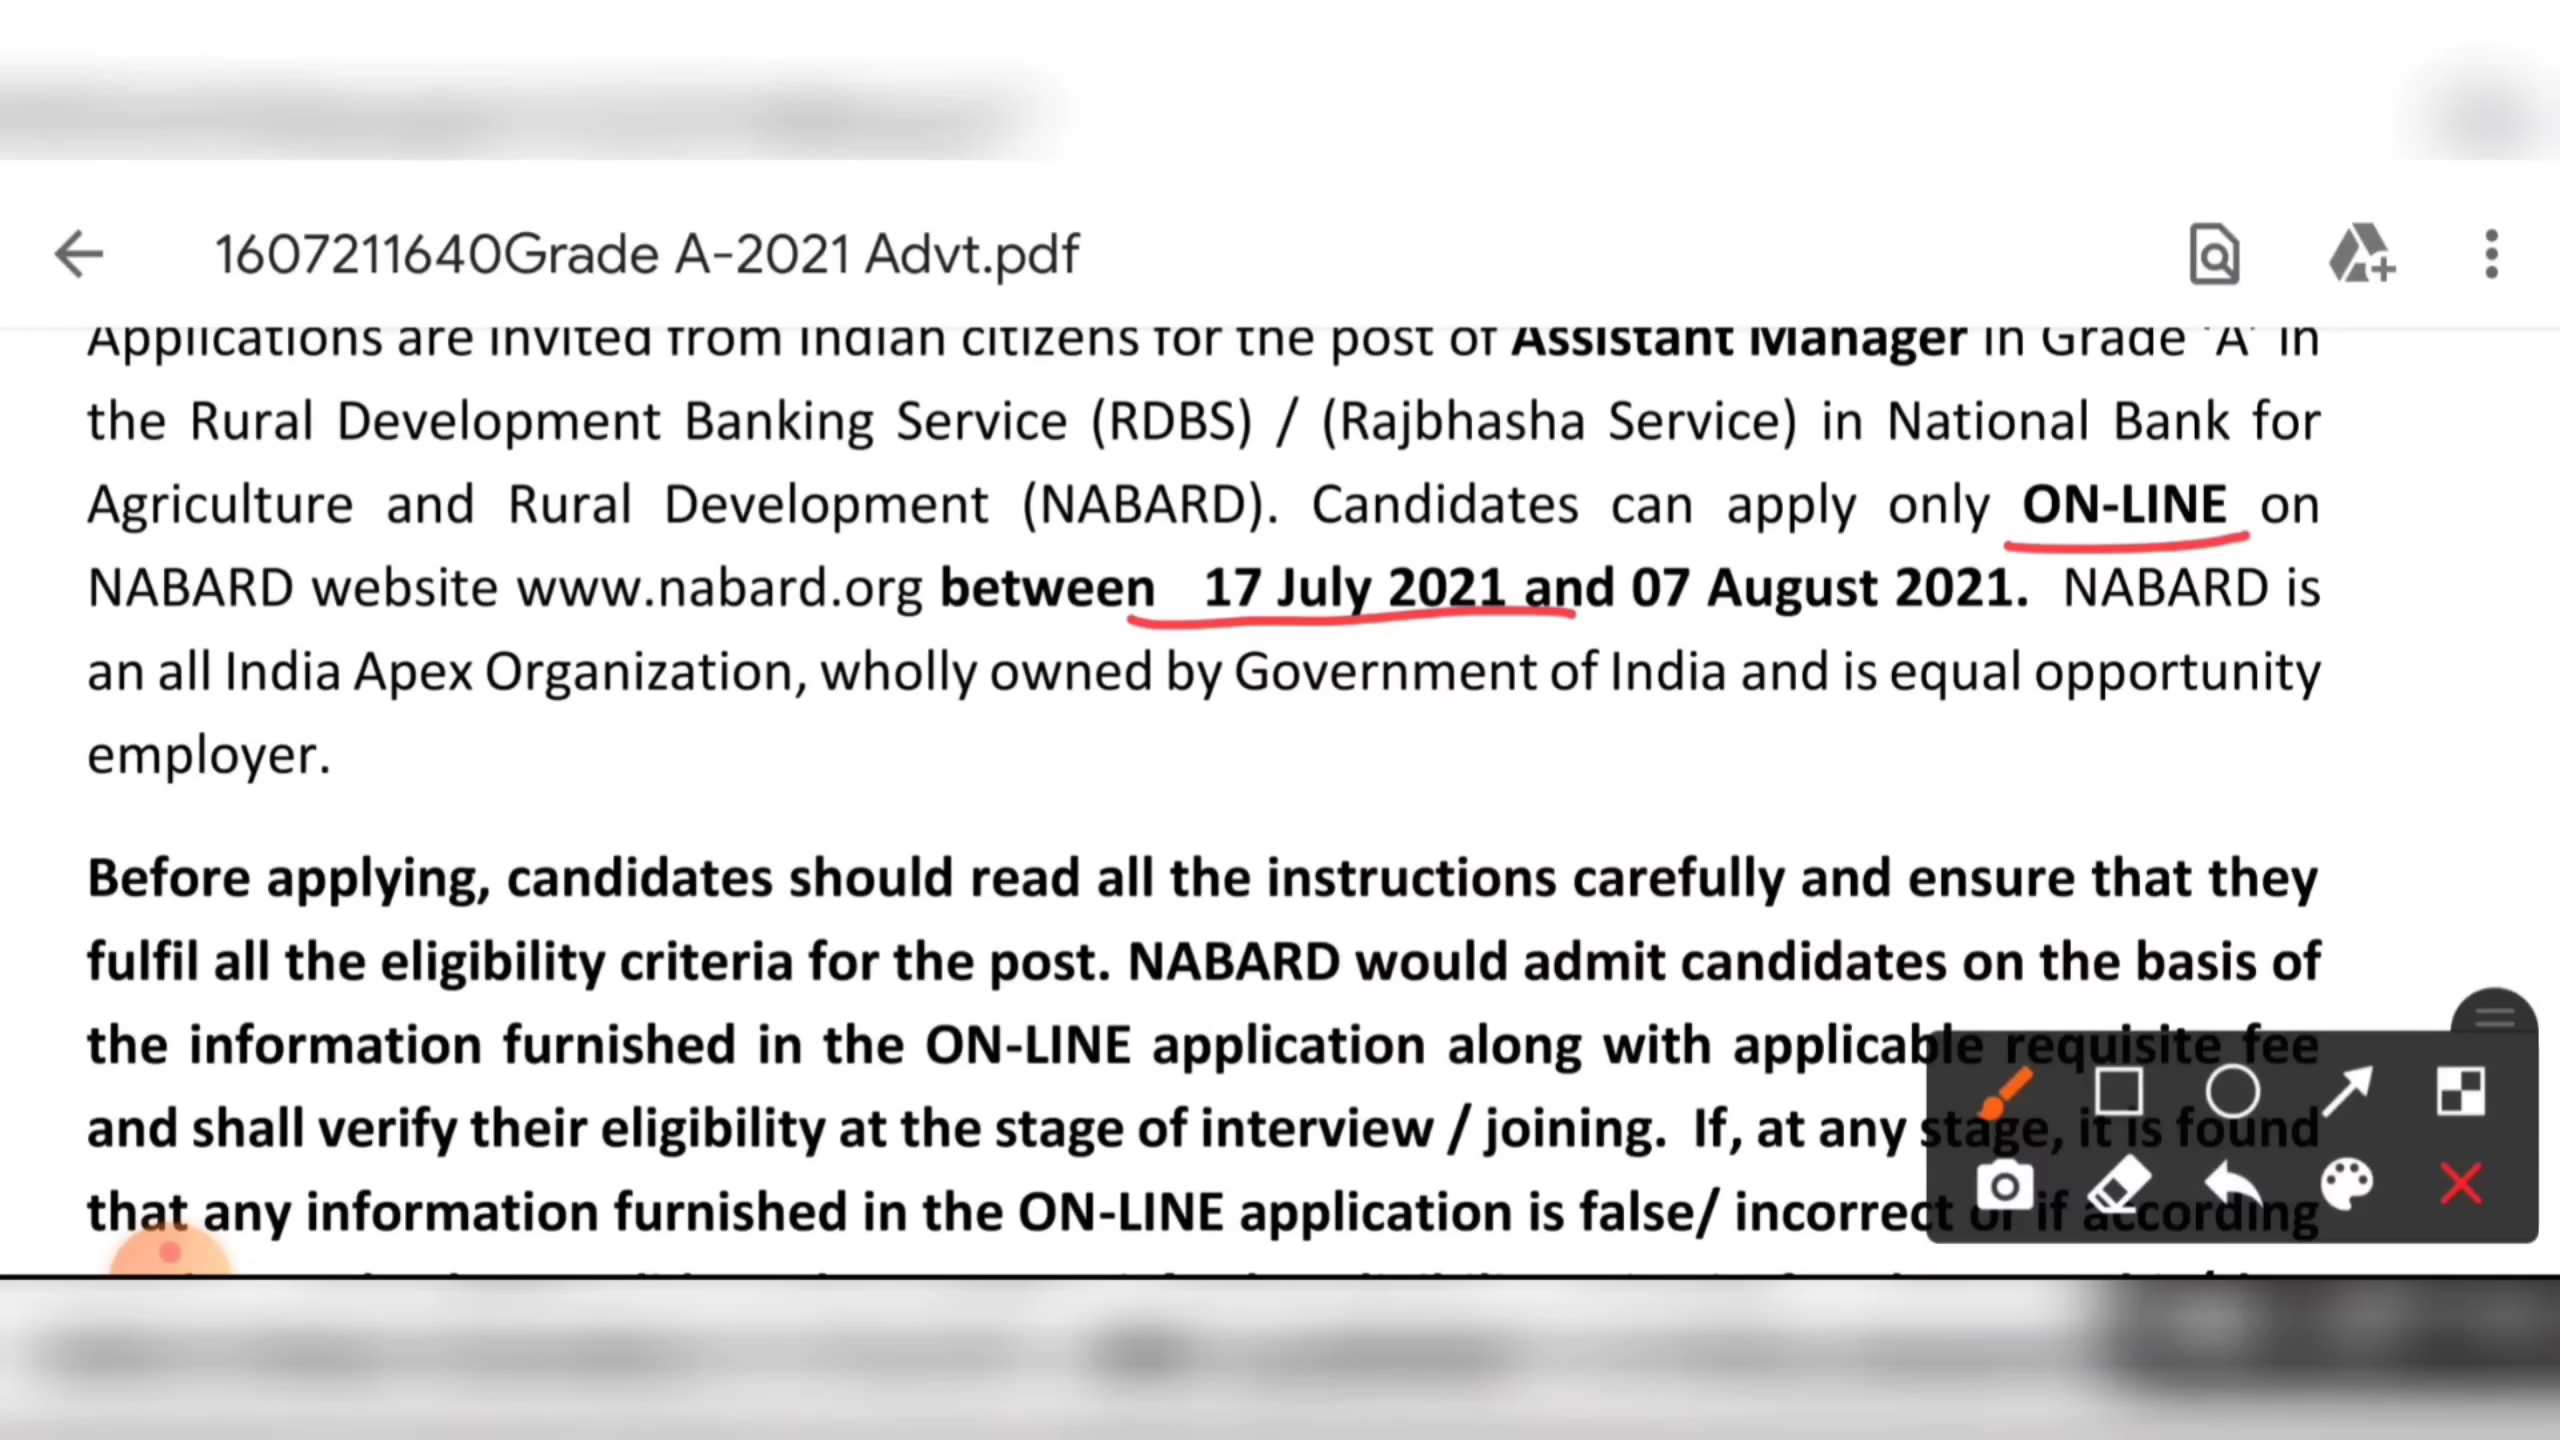 1607211640Grade A-2021 Advt.pdf
Applications are invited from Indian citizens for the post of Assistant Manager in Grade 'A' in
the Rural Development Banking Service (RDBS) / (Rajbhasha Service) in National Bank for
Agriculture and Rural Development (NABARD). Candidates can apply only ON-LINE on
NABARD website www.nabard.org between 17 July 2021 and 07 August 2021. NABARD is
an all India Apex Organization, wholly owned by Government of India and is equal opportunity
employer.
Before applying, candidates should read all the instructions carefully and ensure that they
fulfil all the eligibility criteria for the post. NABARD would admit candidates on the basis of
the information furnished in the ON-LINE application along with applicable requisite fee
and shall verify their eligibility at the stage of interview / joining. If, at any stage, it is found
that any information furnished in the ON-LINE application is false/ incorrect or if according